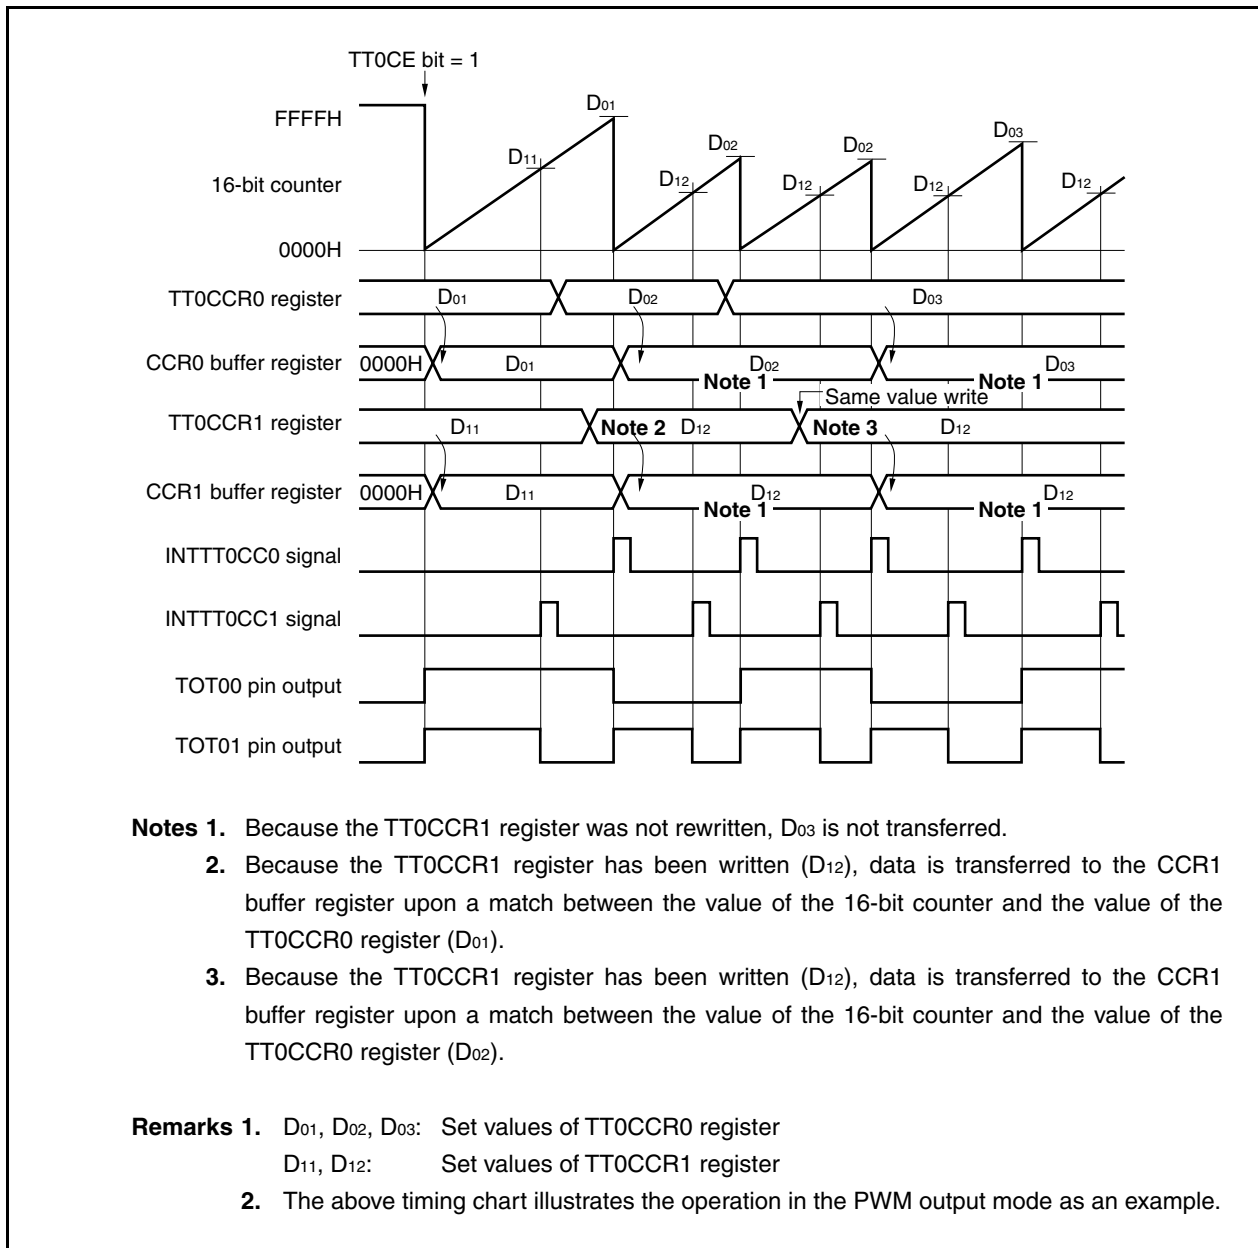 TT0CE bit = 1
FFFFH
D01
D11
D02
D02
D03
16-bit counter
D12
D12
D12
D12
0000H
TT0CCR0 register
D01
D02
D03
CCR0 buffer register
0000H
D01
D02
D03
Note 1
Note 1
Same value write
TT0CCR1 register
D11
Note 2
D12
Note 3
D12
CCR1 buffer register
0000H
D11
D12
D12
Note 1
Note 1
INTTT0CC0 signal
INTTT0CC1 signal
TOT00 pin output
TOT01 pin output
Notes 1. Because the TT0CCR1 register was not rewritten, D03 is not transferred.
2. Because the TT0CCR1 register has been written (D12), data is transferred to the CCR1
buffer register upon a match between the value of the 16-bit counter and the value of the
TT0CCR0 register (D01).
3. Because the TT0CCR1 register has been written (D12), data is transferred to the CCR1
buffer register upon a match between the value of the 16-bit counter and the value of the
TT0CCR0 register (D02).
Remarks 1. D01, D02, D03: Set values of TT0CCR0 register
D11, D12: Set values of TT0CCR1 register
2. The above timing chart illustrates the operation in the PWM output mode as an example.